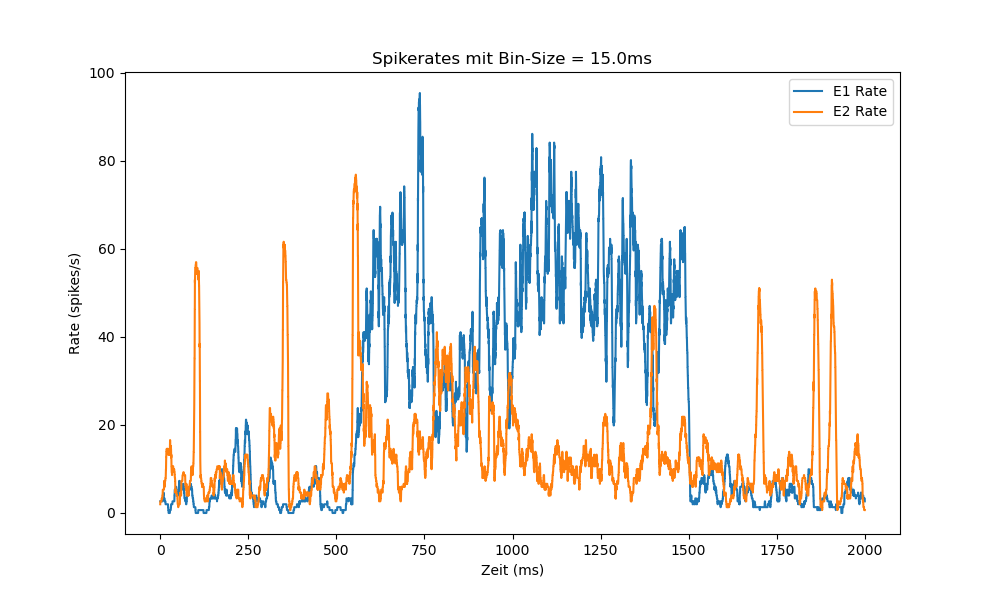 Spikerates mit Bin-Size = 15.0ms
E1 Rate
E2 Rate
Rate (spikes/s)
100
80
60
40
20
0
0 250 500 750 1000 1250 1500 1750 2000
Zeit (ms)